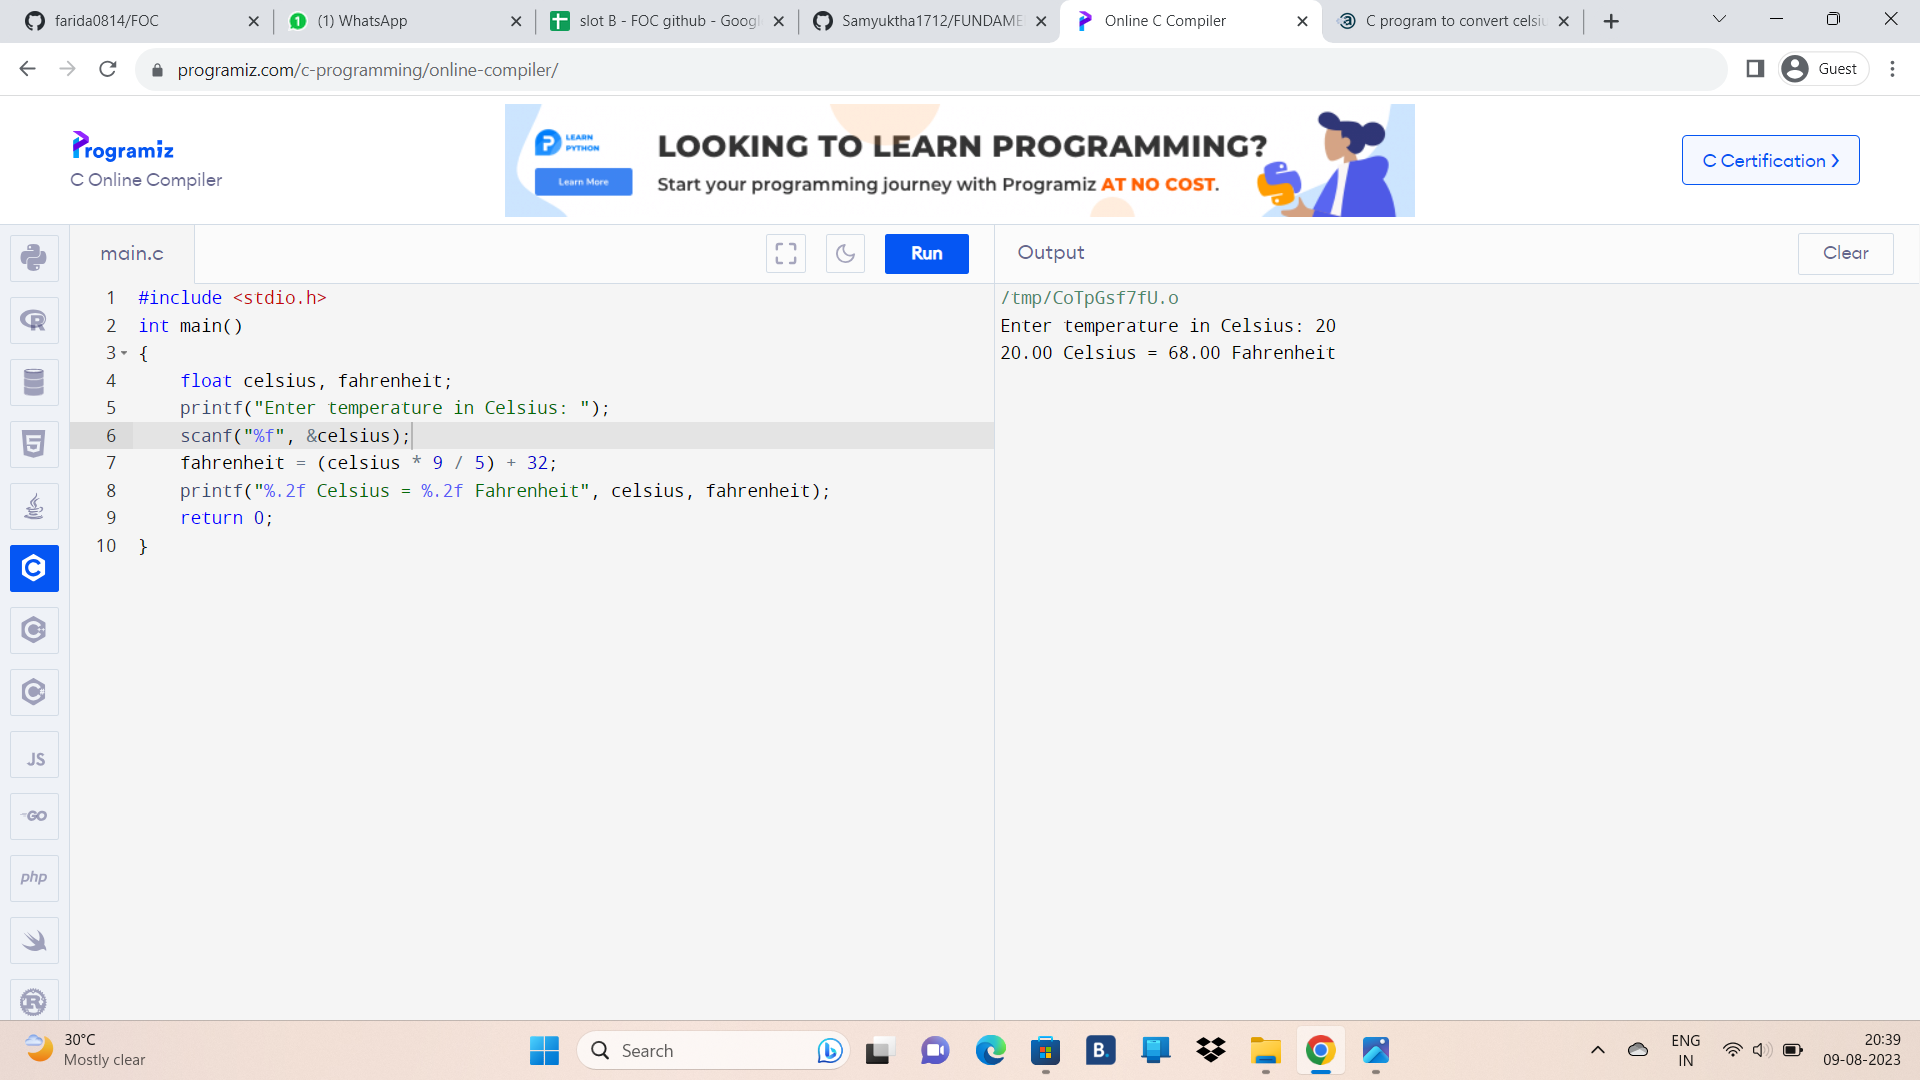 farida0814/FOC
(1) WhatsApp
slot B - FOC github - Googl
Samyuktha1712/FUNDAME
Online C Compiler
C program to convert celsiu
programiz.com/c-programming/online-compiler/
Guest
Programiz
C Online Compiler
LEARN
PYTHON
Learn More
LOOKING TO LEARN PROGRAMMING?
Start your programming journey with Programiz AT NO COST.
C Certification
main.c
Run
Output
Clear
1 #include <stdio.h>
2 int main()
3 {
4     float celsius, fahrenheit;
5     printf("Enter temperature in Celsius: ");
6     scanf("%f", &celsius);
7     fahrenheit = (celsius * 9 / 5) + 32;
8     printf("%.2f Celsius = %.2f Fahrenheit", celsius, fahrenheit);
9     return 0;
10 }
/tmp/CoTpGsf7fU.o
Enter temperature in Celsius: 20
20.00 Celsius = 68.00 Fahrenheit
JS
GO
php
30°C
Mostly clear
Search
B.
ENG
IN
20:39
09-08-2023